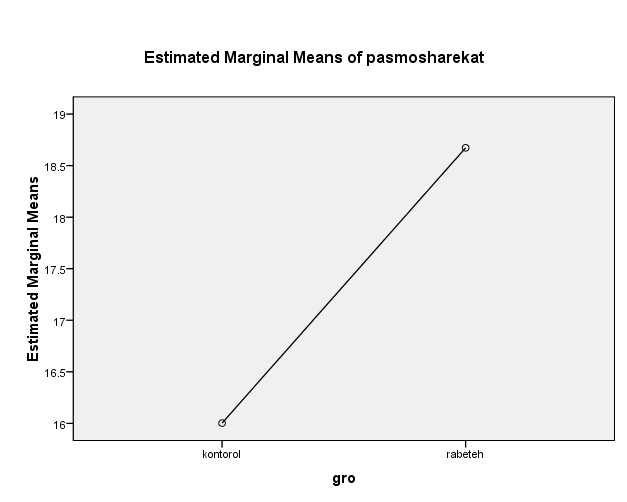 Estimated Marginal Means of pasmosharekat
Estimated Marginal Means
19
18.5
18
17.5
17
16.5
16
kontorol
rabeteh
gro